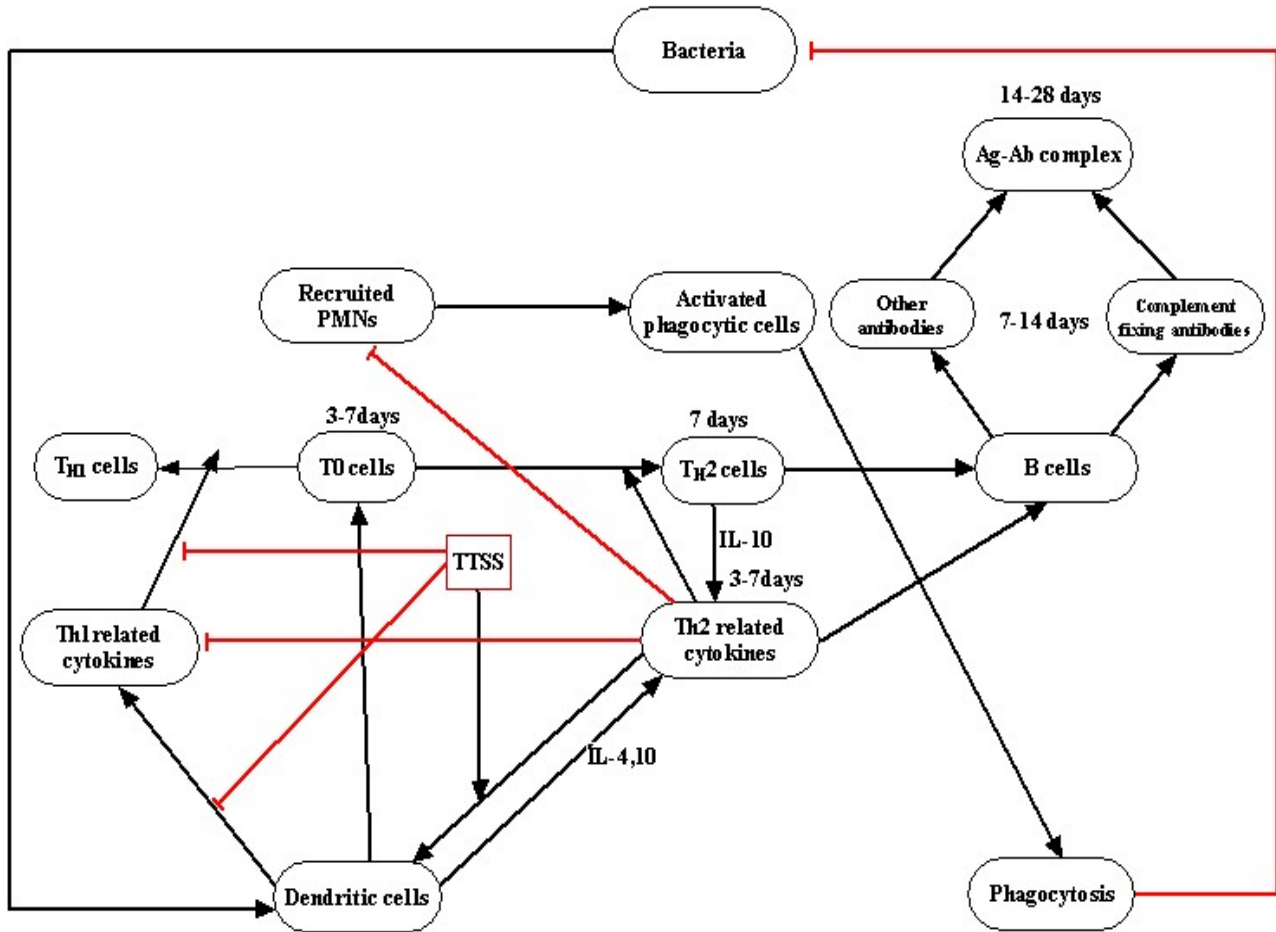 Bacteria
14-28 days
Ag-Ab complex
Recruited
PMNs
Activated
phagocytic cells
Other
antibodies
7-14 days
Complement
fixing antibodies
3-7days
7 days
TH1 cells
T0 cells
TH2 cells
B cells
IL-10
TTSS
3-7days
Th1 related
cytokines
Th2 related
cytokines
IL-4,10
Dendritic cells
Phagocytosis